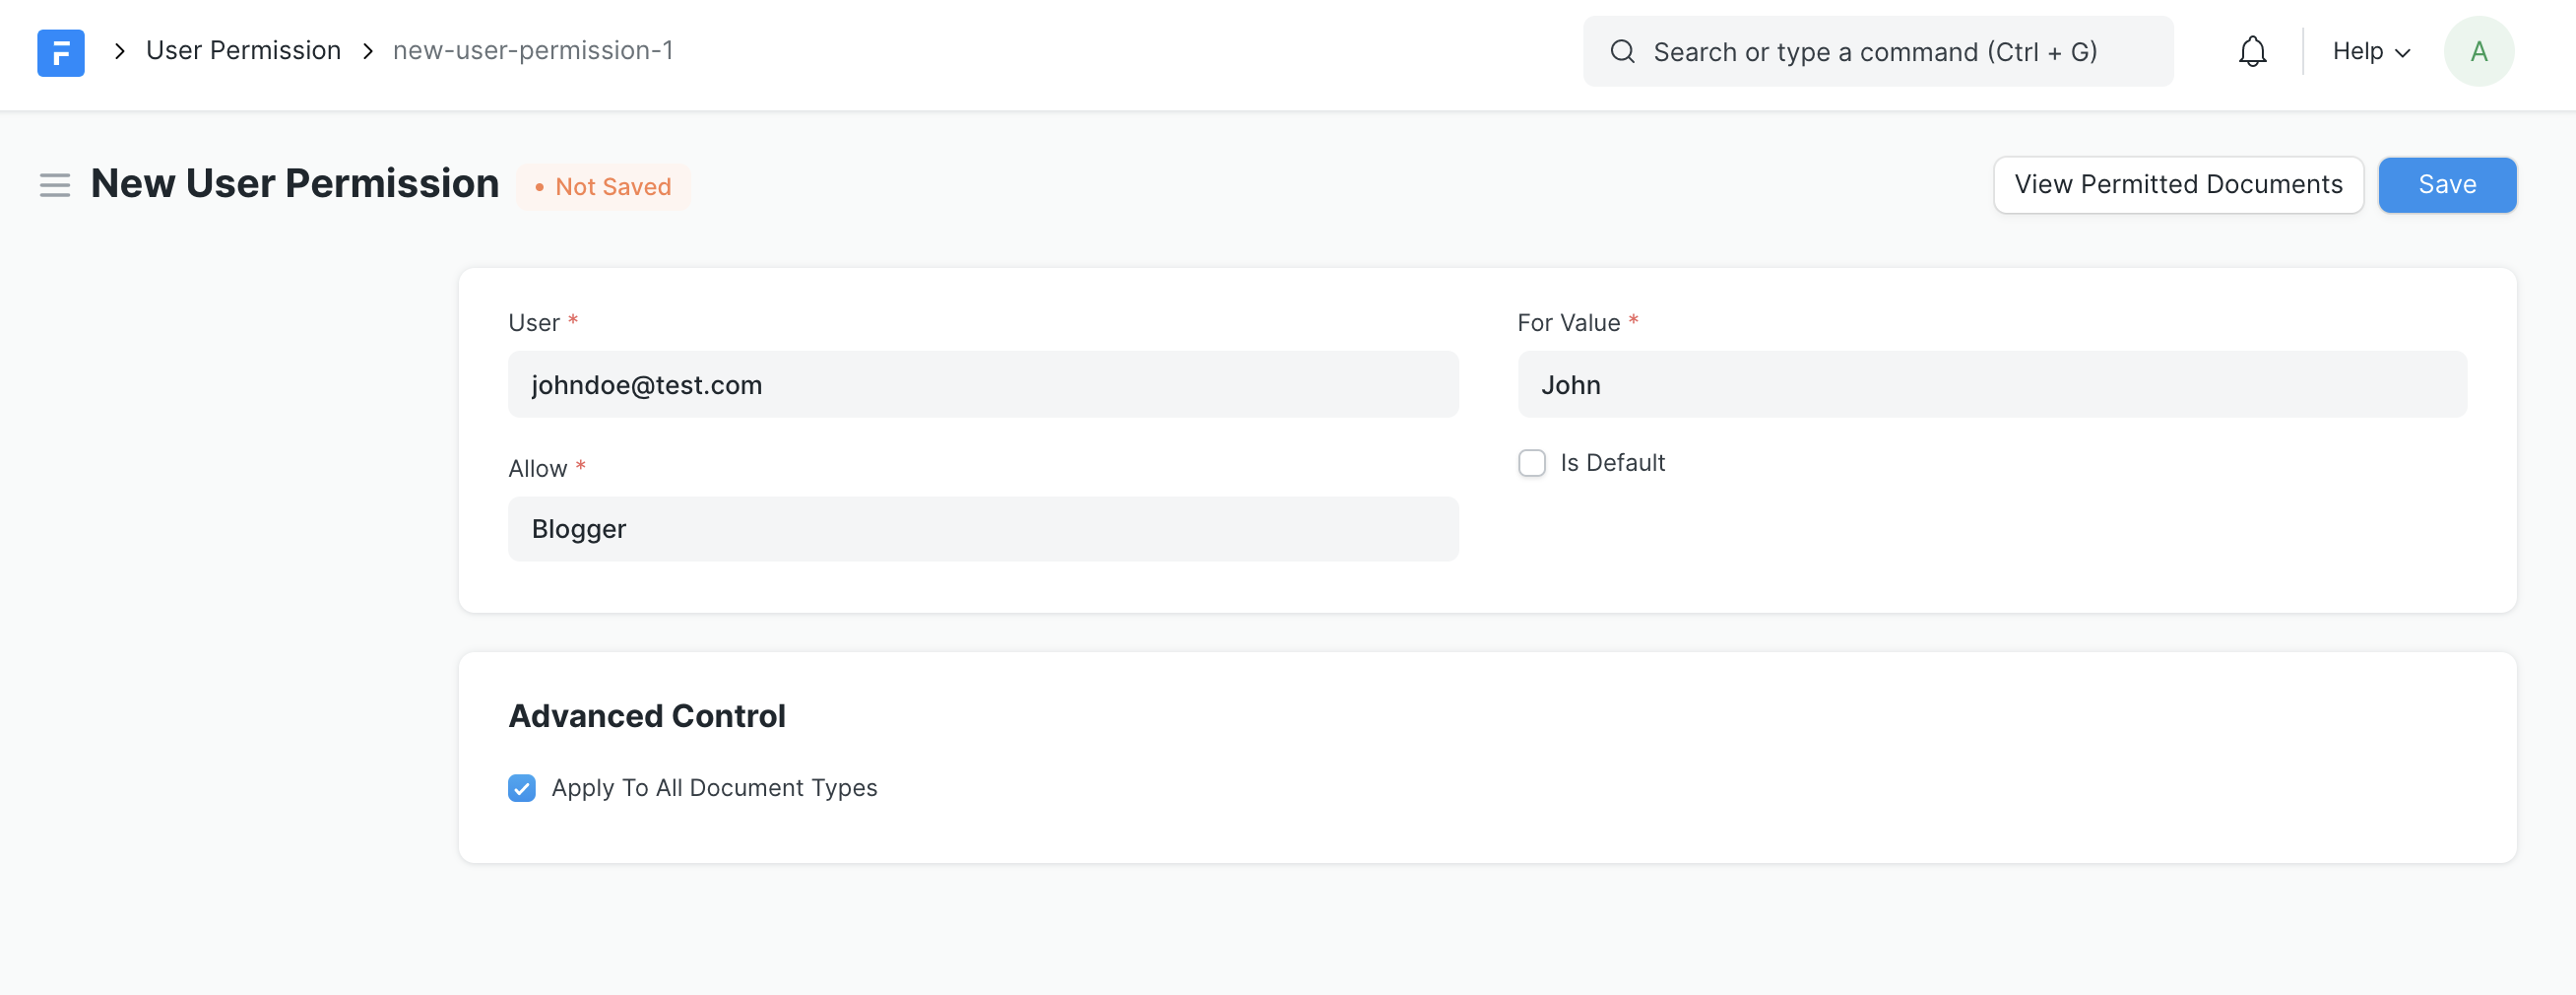 F > User Permission > new-user-permission-1 Search or type a command (Ctrl + G) Help A
New User Permission • Not Saved View Permitted Documents Save
User * For Value *
johndoe@test.com John
Is Default
Allow *
Blogger
Advanced Control
Apply To All Document Types